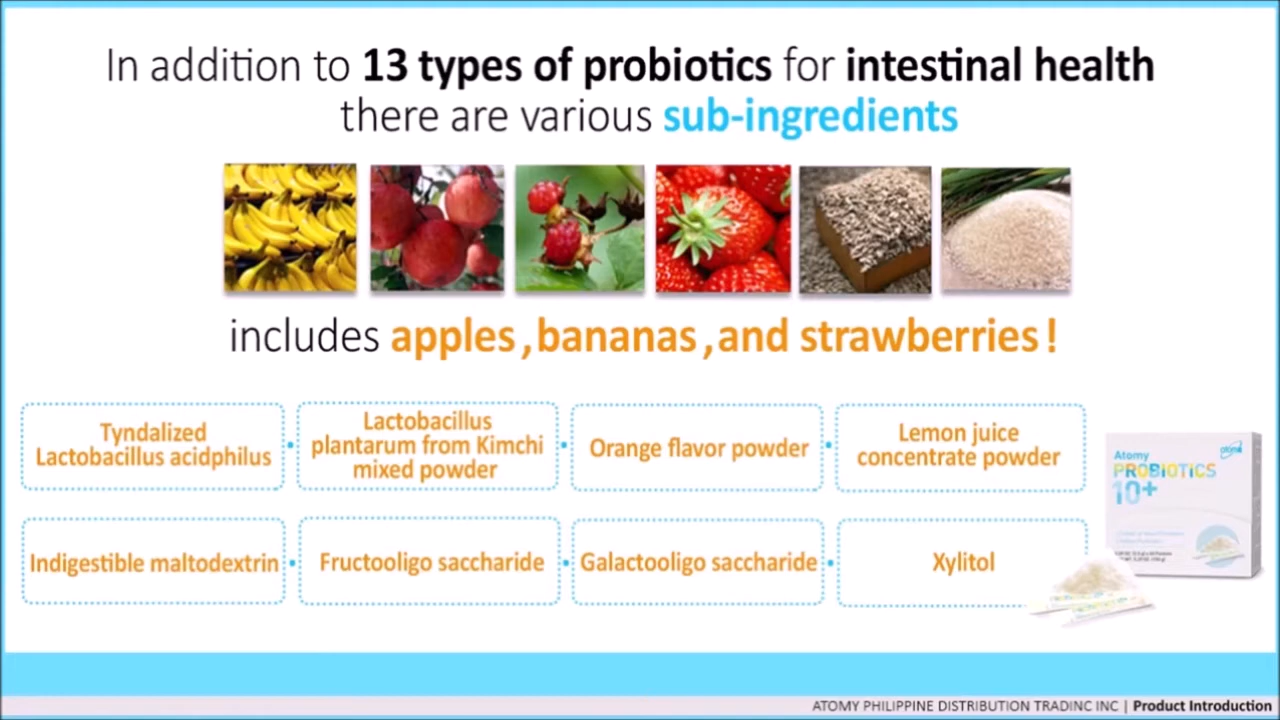 In addition to 13 types of probiotics for intestinal health
there are various sub-ingredients
includes apples, bananas, and strawberries!
Tyndalized
Lactobacillus acidphilus
Lactobacillus
plantarum from Kimchi
mixed powder
Orange flavor powder
Lemon juice
concentrate powder
Indigestible maltodextrin
Fructooligo saccharide
Galactooligo saccharide
Xylitol
atomy
Atomy
PROBIOTICS
10+
ATOMY PHILIPPINE DISTRIBUTION TRADINC INC | Product Introduction